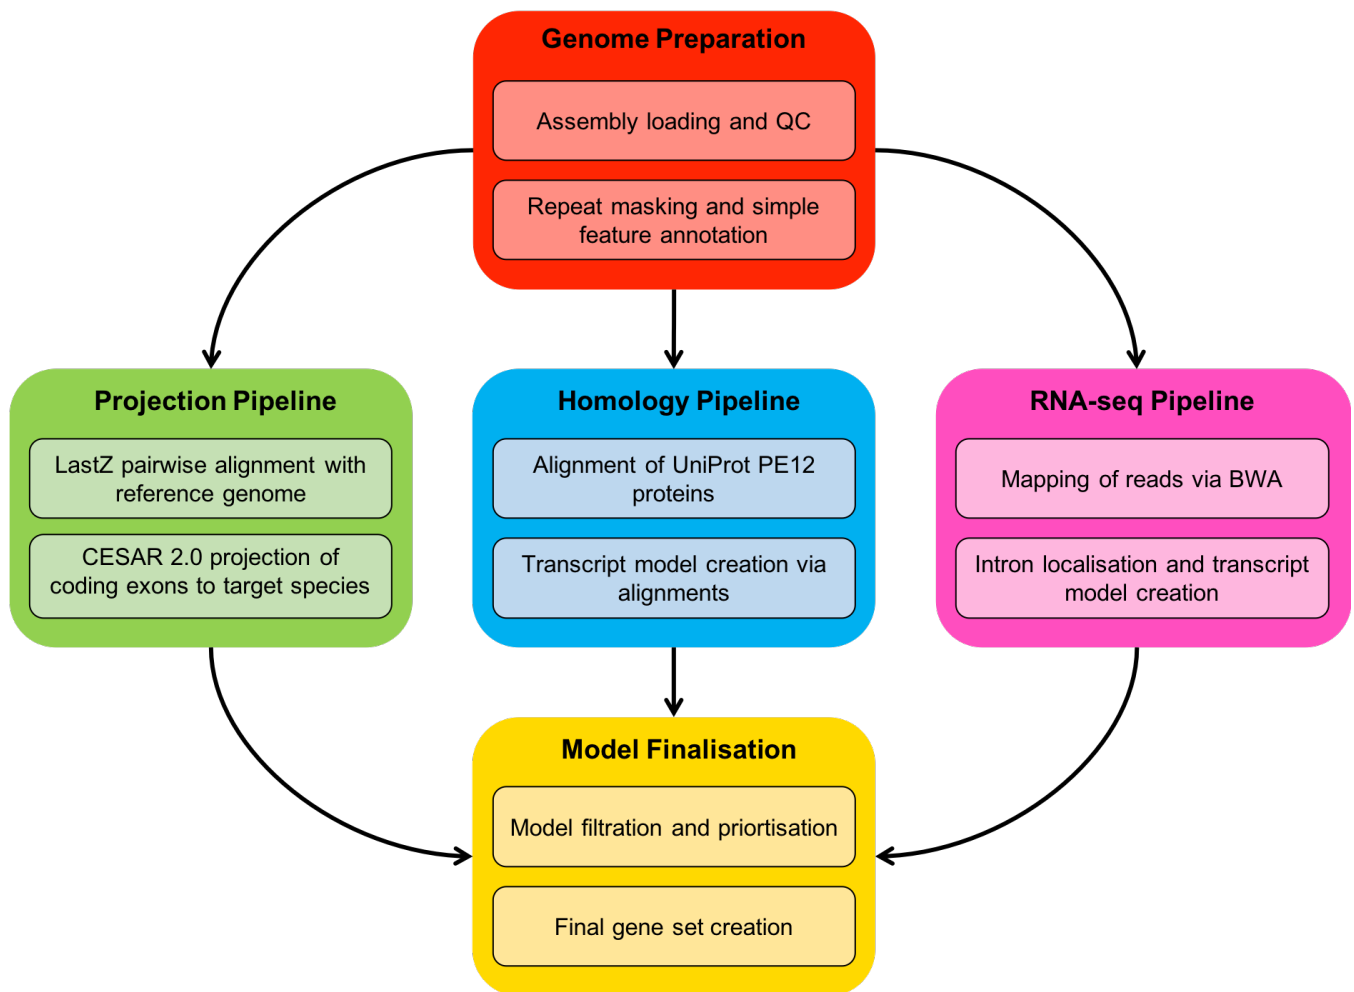 Genome Preparation
Assembly loading and QC
Repeat masking and simple
feature annotation
Projection Pipeline
LastZ pairwise alignment with
reference genome
CESAR 2.0 projection of
coding exons to target species
Homology Pipeline
Alignment of UniProt PE12
proteins
Transcript model creation via
alignments
RNA-seq Pipeline
Mapping of reads via BWA
Intron localisation and transcript
model creation
Model Finalisation
Model filtration and priortisation
Final gene set creation